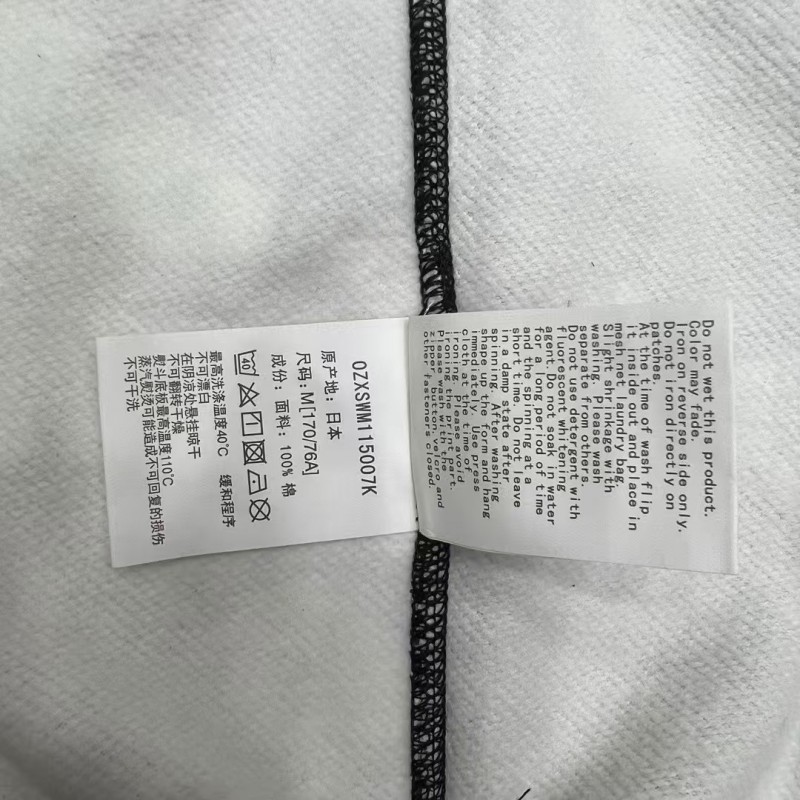 0ZXSWM115007K
原产地: 日本
尺码: M[170/76A]
成份: 面料: 100% 棉
40
最高洗涤温度40℃ 缓和程序
不可漂白
在阴凉处悬挂晾干
不可翻转干燥
熨斗底板最高温度110℃
蒸汽熨烫可能造成不可回复的损伤
不可干洗
Do not wet this product.
Color may fade.
Iron on reverse side only.
Do not iron directly on
patches.
At the time of wash flip
it inside out and place in
mesh net laundry bag.
Slight shrinkage with
washing. Please wash
separate from others.
Do not use detergent with
fluorescent whitening
agent. Do not soak in water
for a long period of time
and the spinning at a
short time. Do not leave
in a damp state after
spinning. After washing
shape up the form and hang
immediately. Use press
cloth at the time of
ironing. Please avoid
ironing the print part.
Please wash with the
zipper, button,velcro and
other fasteners closed.